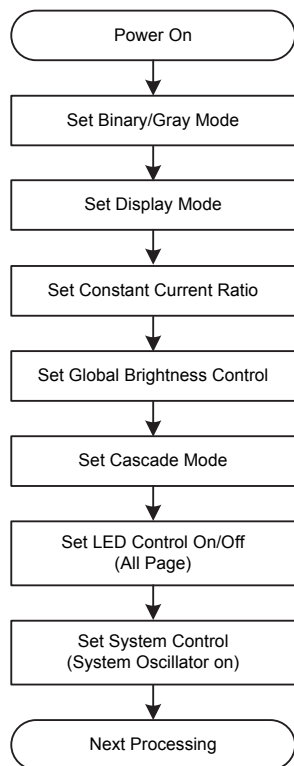 Power On
Set Binary/Gray Mode
Set Display Mode
Set Constant Current Ratio
Set Global Brightness Control
Set Cascade Mode
Set LED Control On/Off
(All Page)
Set System Control
(System Oscillator on)
Next Processing